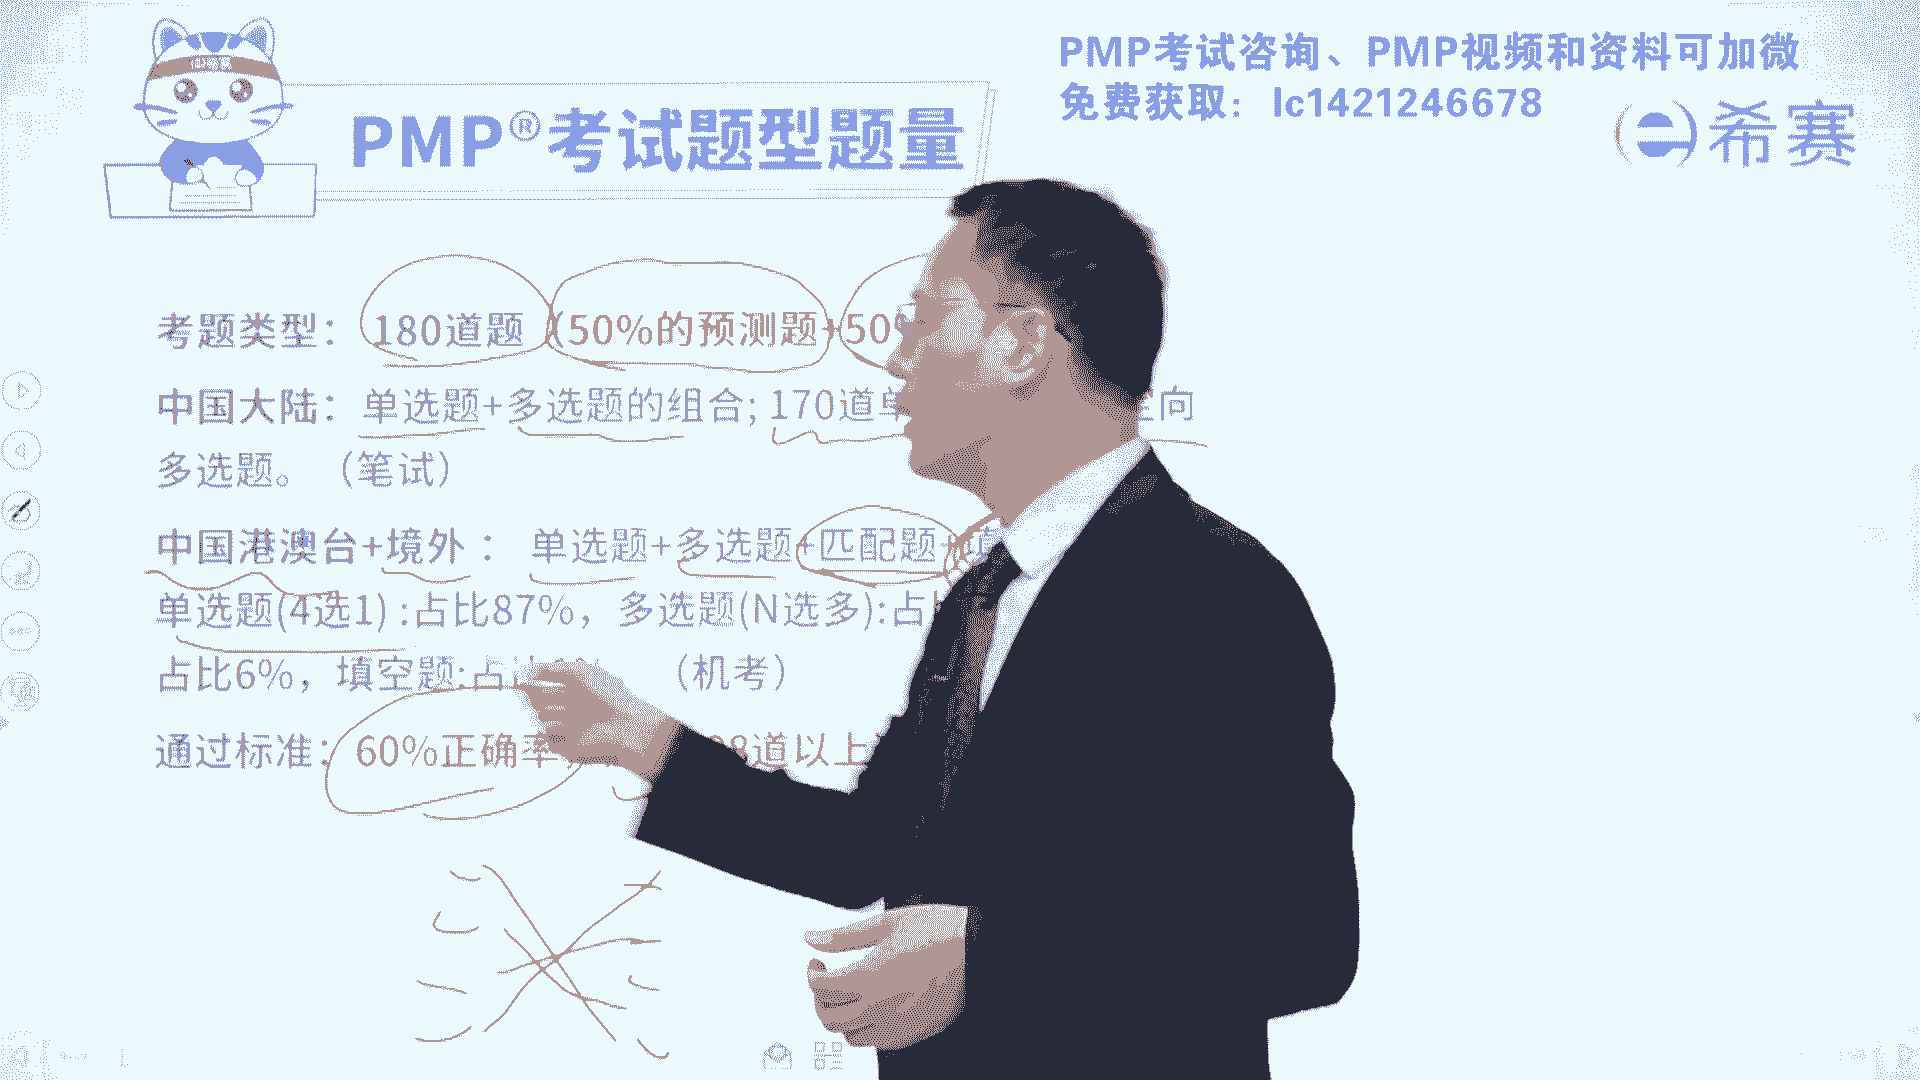 PMP考试咨询、PMP视频和资料可加微
免费获取：lc1421246678
希赛
PMP®考试题型题量
考题类型：180道题（50%的预测题+50%
中国大陆：单选题+多选题的组合；170道单 向
多选题。（笔试）
中国港澳台+境外：单选题+多选题+匹配题+填
单选题(4选1) :占比87%，多选题(N选多):占比
占比6%，填空题:占比 （机考）
通过标准：60%正确率， 98道以上